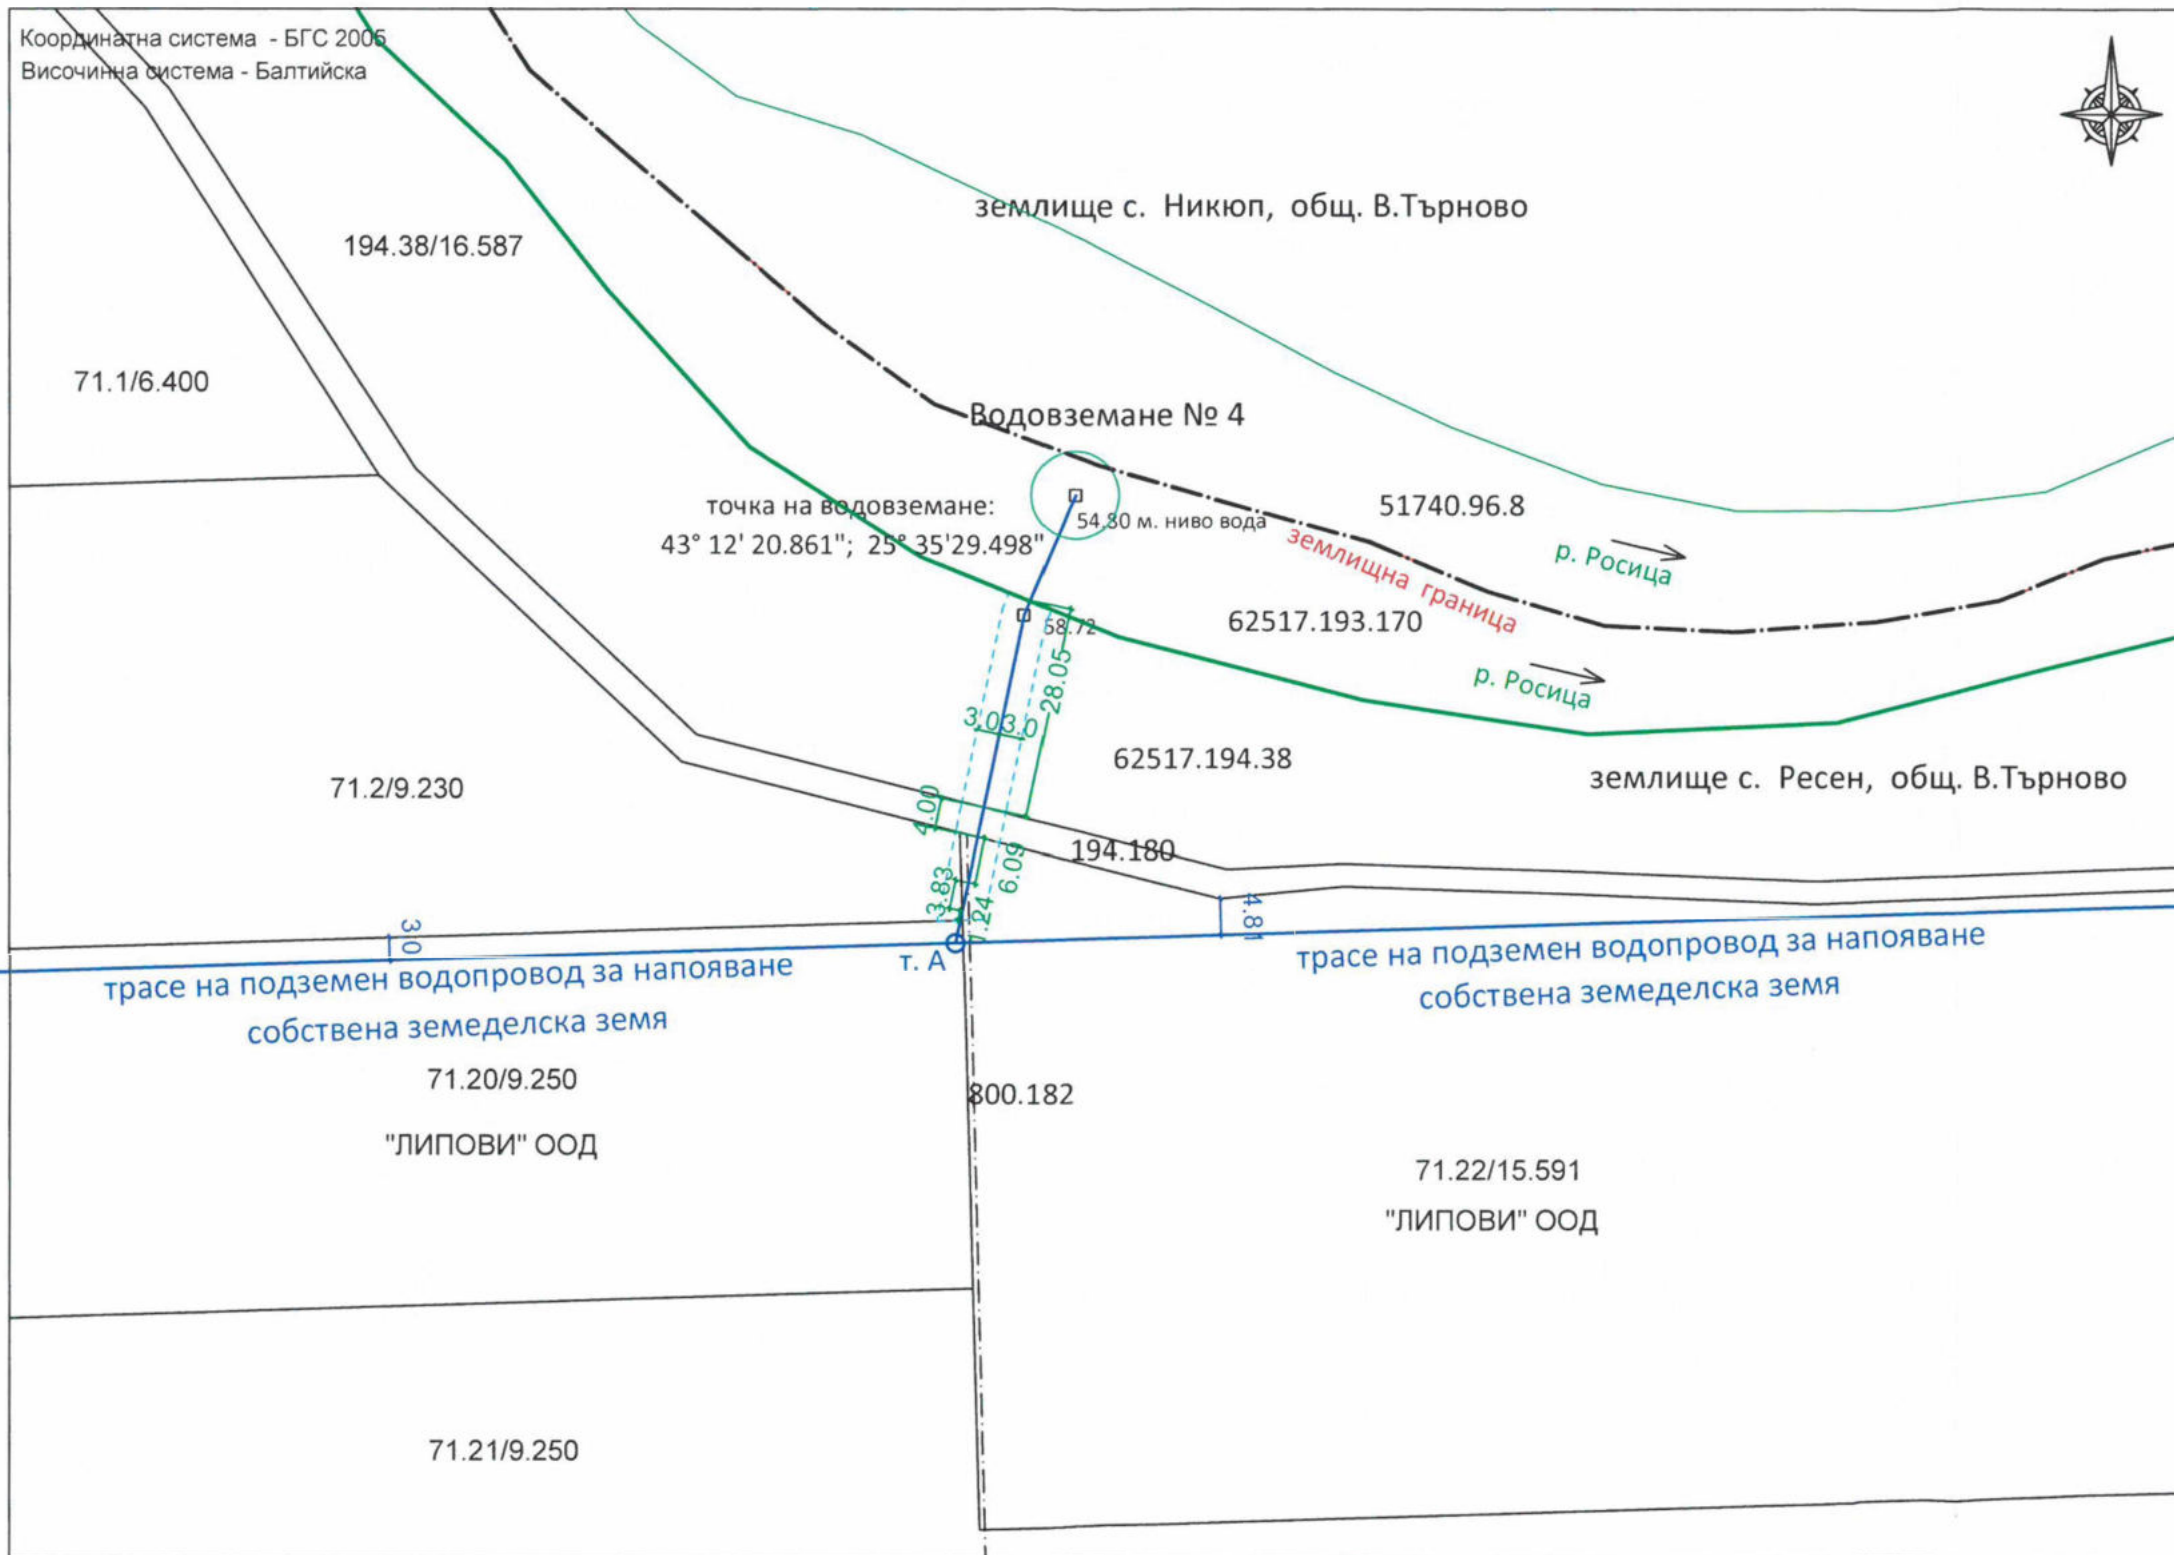 Координатна система - БГС 2005
Височинна система - Балтийска
землище с. Никюп, общ. В.Търново
194.38/16.587
71.1/6.400
Водовземане № 4
точка на водовземане:
43° 12' 20.861"; 25° 35'29.498"
54.80 м. ниво вода
51740.96.8
р. Росица
землищна граница
62517.193.170
58.72
28.05
р. Росица
3.0
3.0
62517.194.38
землище с. Ресен, общ. В.Търново
71.2/9.230
4.00
194.180
6.09
3.83
4.81
3.0
т. А
трасе на подземен водопровод за напояване
собствена земеделска земя
трасе на подземен водопровод за напояване
собствена земеделска земя
71.20/9.250
"ЛИПОВИ" ООД
800.182
71.22/15.591
"ЛИПОВИ" ООД
71.21/9.250